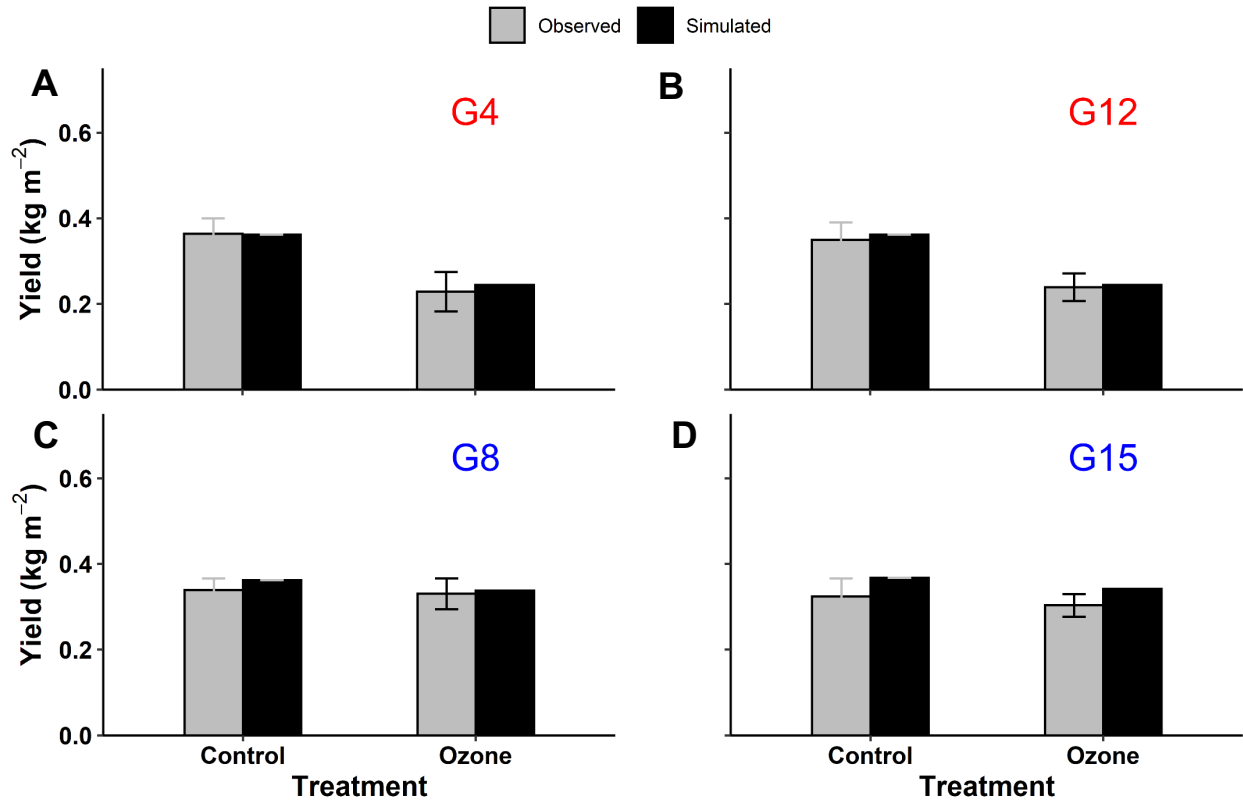 Observed Simulated
A
G4
Yield (kg m⁻²)
0.6
0.4
0.2
0.0
B
G12
C
G8
Yield (kg m⁻²)
0.6
0.4
0.2
0.0
Control Ozone
Treatment
D
G15
Control Ozone
Treatment